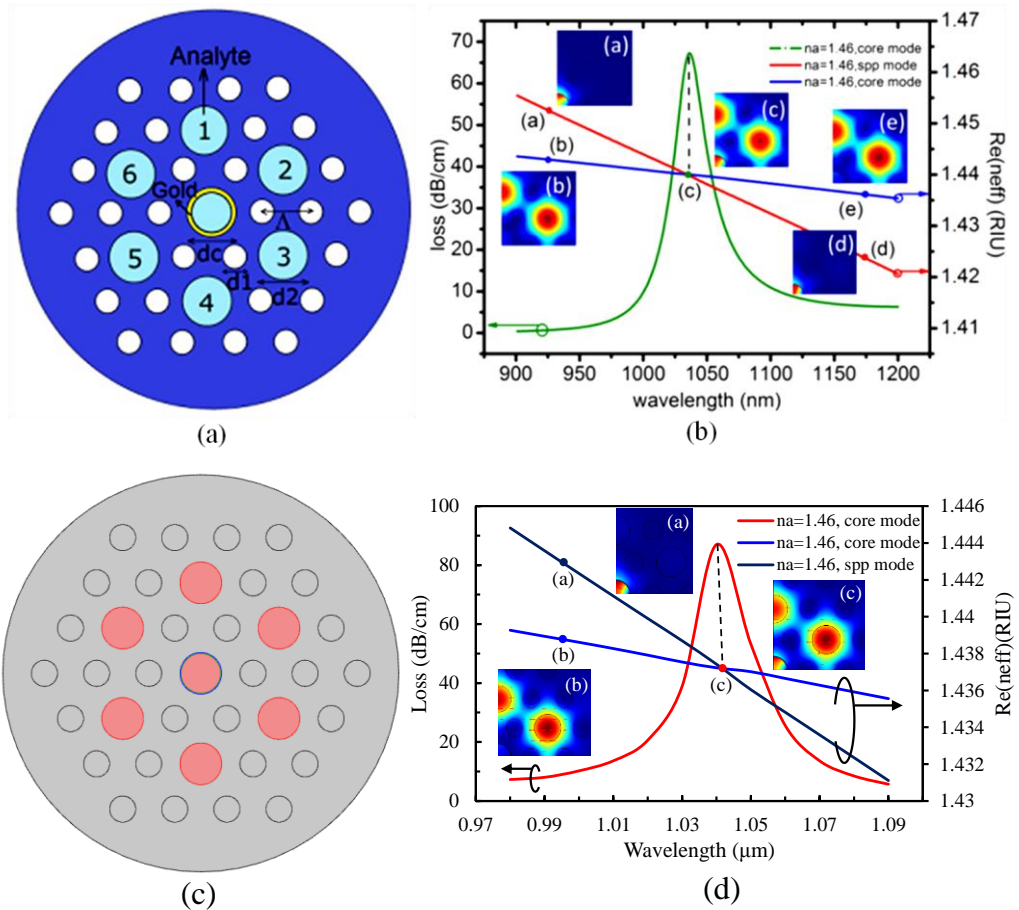 Analyte
1
2
3
4
5
6
Gold
Λ
dc
d1
d2
(a)
(b)
70
60
50
40
30
20
10
0
loss (dB/cm)
900
950
1000
1050
1100
1150
1200
wavelength (nm)
1.47
1.46
1.45
1.44
1.43
1.42
1.41
Re(neff) (RIU)
na=1.46,core mode
na=1.46,spp mode
na=1.46,core mode
(a)
(a)
(b)
(b)
(c)
(c)
(e)
(e)
(d)
(d)
(b)
(c)
100
90
80
70
60
50
40
30
20
10
0
Loss (dB/cm)
0.97
0.99
1.01
1.03
1.05
1.07
1.09
Wavelength (μm)
1.446
1.444
1.442
1.44
1.438
1.436
1.434
1.432
1.43
Re(neff)(RIU)
na=1.46, core mode
na=1.46, core mode
na=1.46, spp mode
(a)
(a)
(b)
(b)
(c)
(c)
(d)